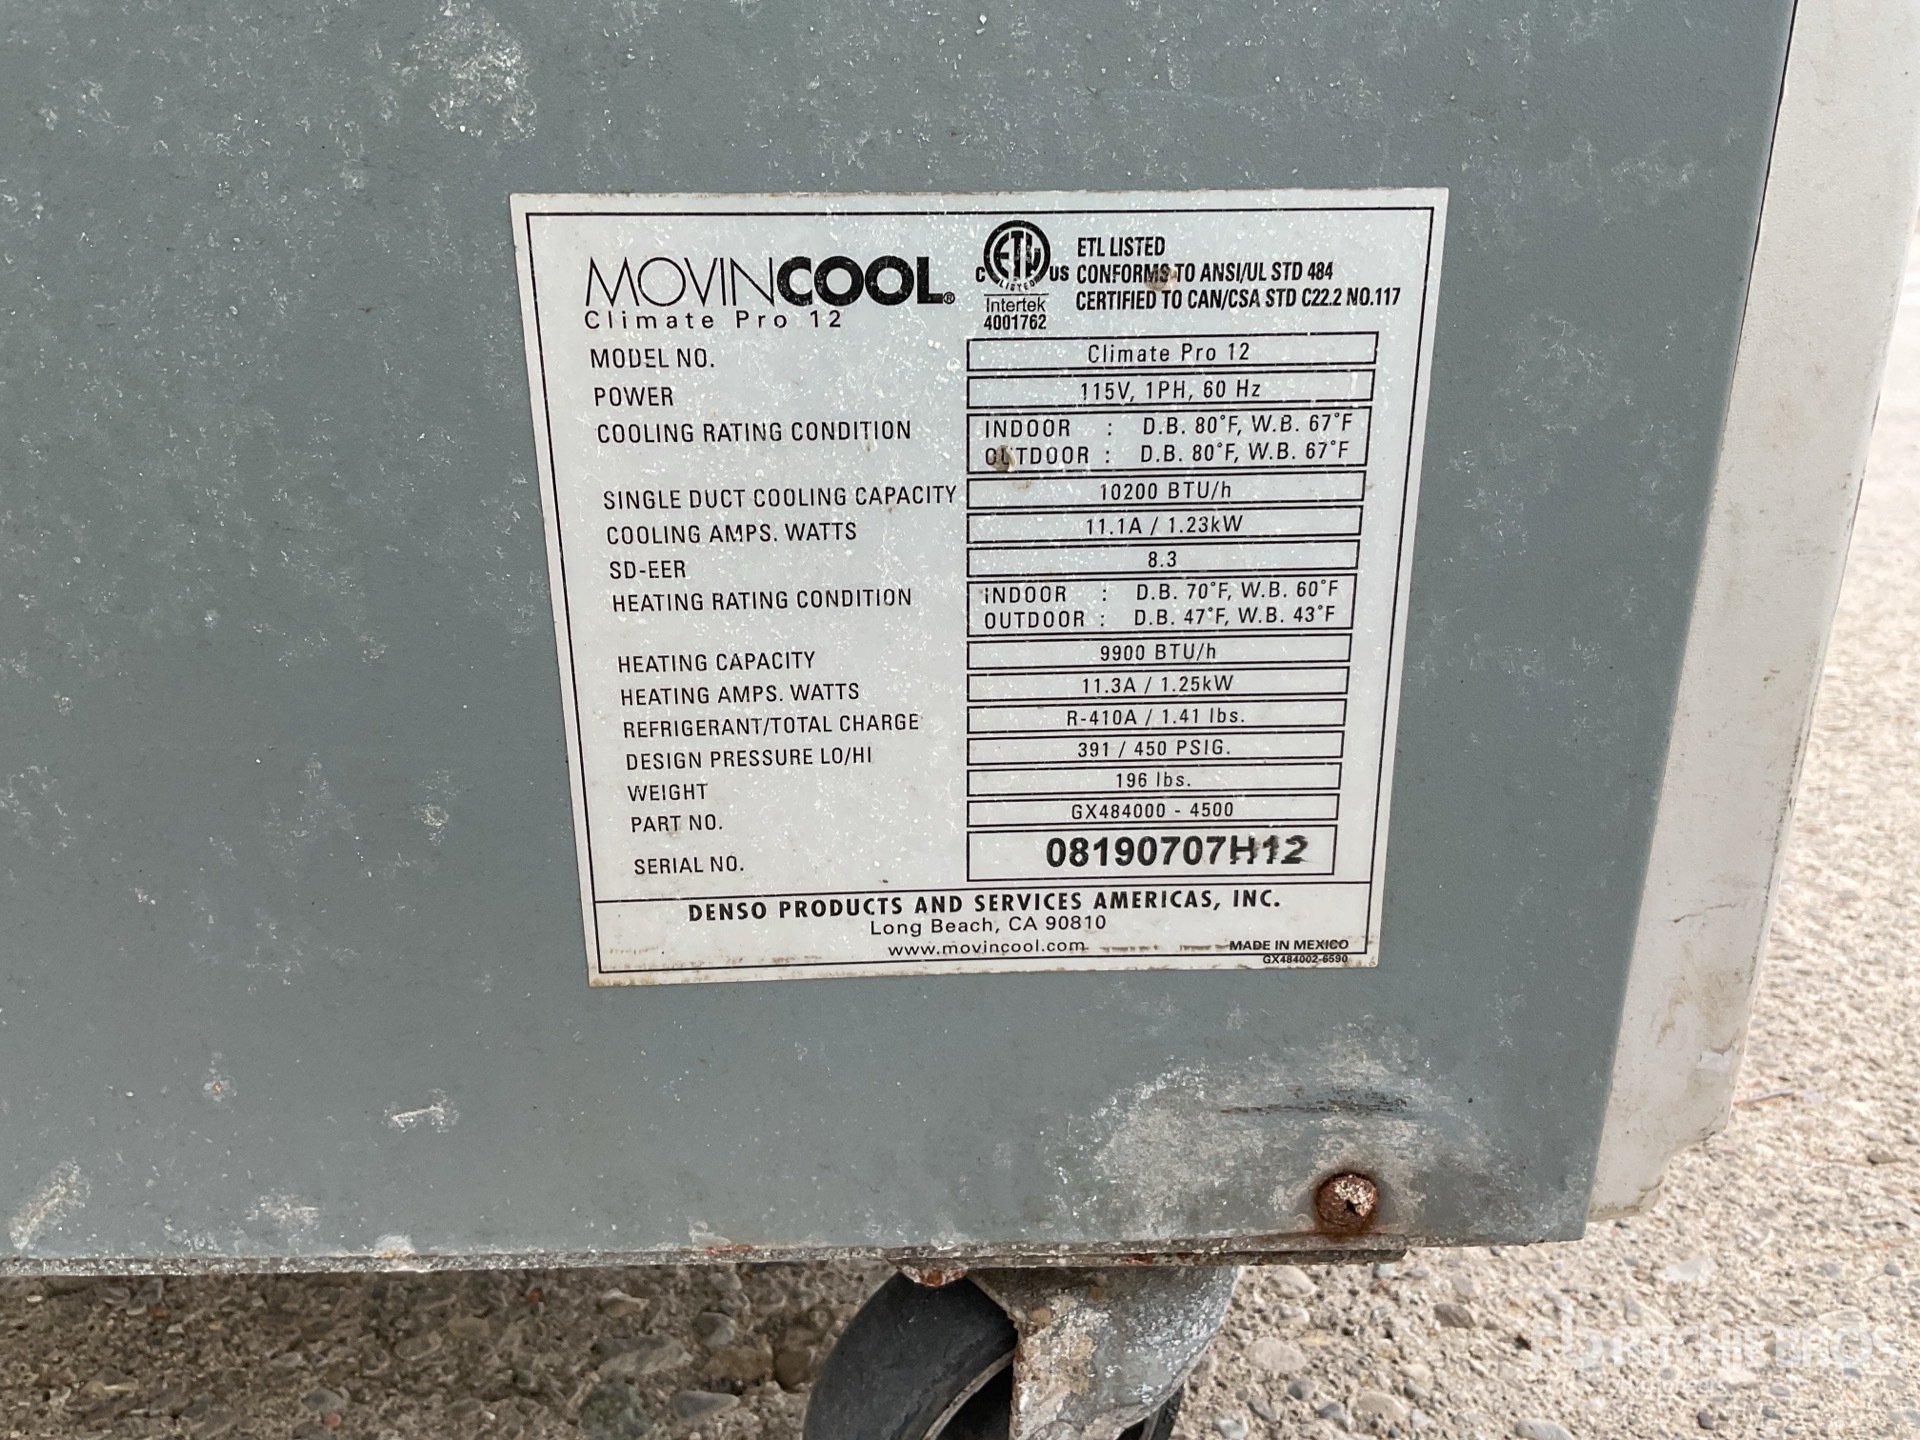 MOVINCOOL®
Climate Pro 12
C ETL LISTED US
Intertek
4001762
ETL LISTED
CONFORMS TO ANSI/UL STD 484
CERTIFIED TO CAN/CSA STD C22.2 NO.117
MODEL NO. Climate Pro 12
POWER 115V, 1PH, 60 Hz
COOLING RATING CONDITION INDOOR : D.B. 80°F, W.B. 67°F
OUTDOOR : D.B. 80°F, W.B. 67°F
SINGLE DUCT COOLING CAPACITY 10200 BTU/h
COOLING AMPS. WATTS 11.1A / 1.23kW
SD-EER 8.3
HEATING RATING CONDITION INDOOR : D.B. 70°F, W.B. 60°F
OUTDOOR : D.B. 47°F, W.B. 43°F
HEATING CAPACITY 9900 BTU/h
HEATING AMPS. WATTS 11.3A / 1.25kW
REFRIGERANT/TOTAL CHARGE R-410A / 1.41 lbs.
DESIGN PRESSURE LO/HI 391 / 450 PSIG.
WEIGHT 196 lbs.
PART NO. GX484000 - 4500
SERIAL NO. 08190707H12
DENSO PRODUCTS AND SERVICES AMERICAS, INC.
Long Beach, CA 90810
www.movincool.com
MADE IN MEXICO
GX484002-6590
RITCHIE BROS
Auctioneers